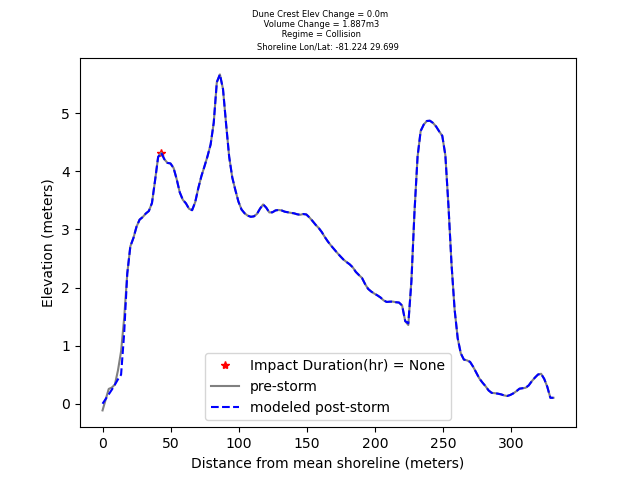 Dune Crest Elev Change = 0.0m
Volume Change = 1.887m3
Regime = Collision
Shoreline Lon/Lat: -81.224 29.699
Elevation (meters)
5
4
3
2
1
0
Impact Duration(hr) = None
pre-storm
modeled post-storm
0 50 100 150 200 250 300
Distance from mean shoreline (meters)